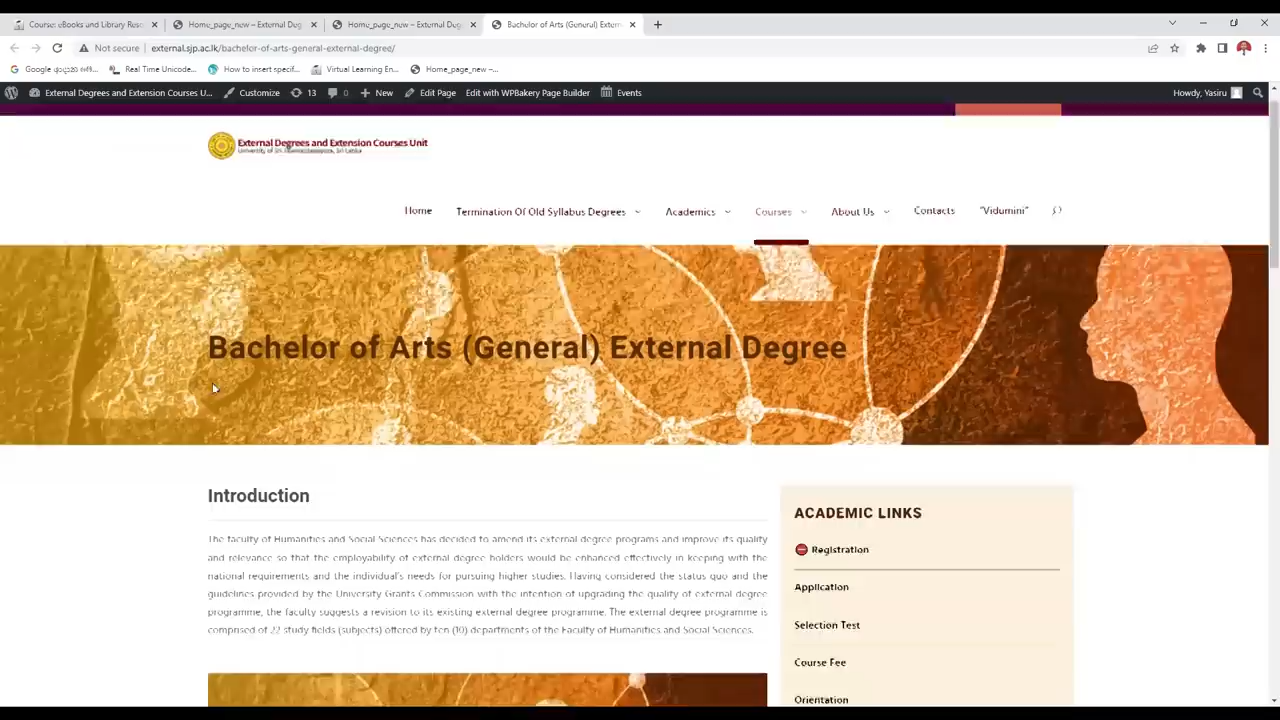 Course: eBooks and Library Reso
Home_page_new – External Deg
Home_page_new – External Deg
Bachelor of Arts (General) Extern
Not secure
external.sjp.ac.lk/bachelor-of-arts-general-external-degree/
Google
Real Time Unicode...
How to insert specif...
Virtual Learning En...
Home_page_new –...
External Degrees and Extension Courses U...
Customize
13
0
New
Edit Page
Edit with WPBakery Page Builder
Events
Howdy, Yasiru
External Degrees and Extension Courses Unit
University of Sri Jayewardenepura, Sri Lanka
Home
Termination Of Old Syllabus Degrees
Academics
Courses
About Us
Contacts
"Vidumini"
Bachelor of Arts (General) External Degree
Introduction
The faculty of Humanities and Social Sciences has decided to amend its external degree programs and improve its quality
and relevance so that the employability of external degree holders would be enhanced effectively in keeping with the
national requirements and the individual's needs for pursuing higher studies. Having considered the status quo and the
guidelines provided by the University Grants Commission with the intention of upgrading the quality of external degree
programme, the faculty suggests a revision to its existing external degree programme. The external degree programme is
comprised of 22 study fields (subjects) offered by ten (10) departments of the Faculty of Humanities and Social Sciences.
ACADEMIC LINKS
Registration
Application
Selection Test
Course Fee
Orientation